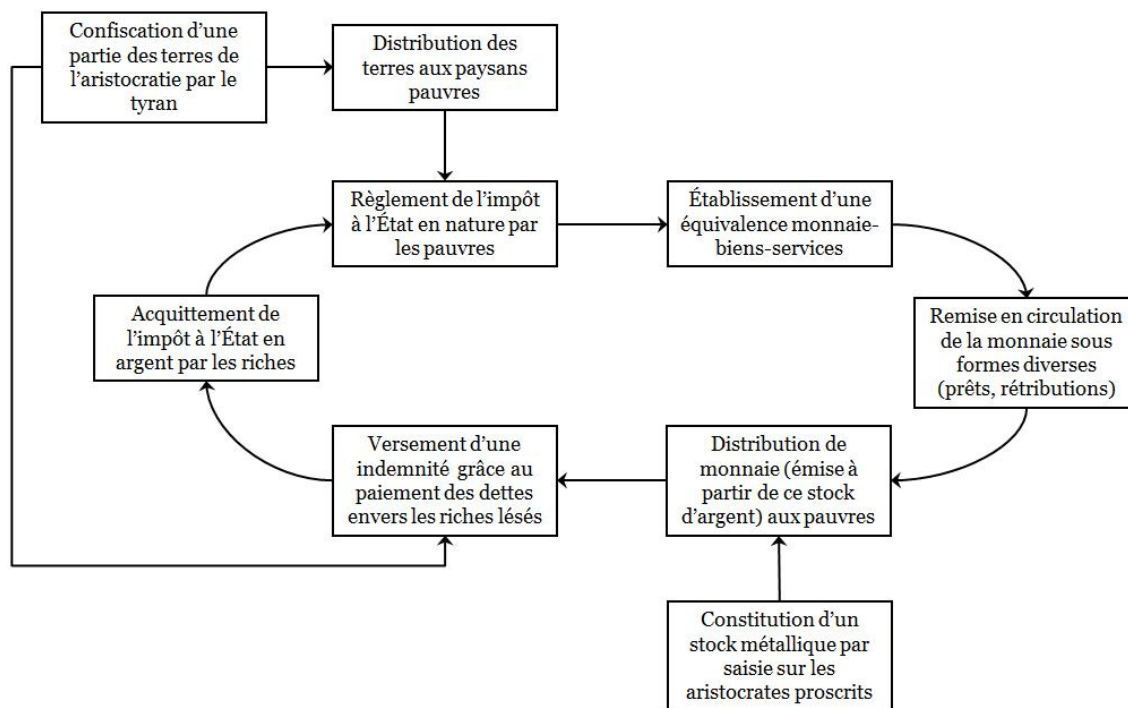 Confiscation d’une
partie des terres de
l’aristocratie par le
tyran
Distribution des
terres aux paysans
pauvres
Règlement de l’impôt
à l’État en nature par
les pauvres
Établissement d’une
équivalence monnaie-
biens-services
Acquittement de
l’impôt à l’État en
argent par les riches
Remise en circulation
de la monnaie sous
formes diverses
(prêts, rétributions)
Versement d’une
indemnité grâce au
paiement des dettes
envers les riches lésés
Distribution de
monnaie (émise à
partir de ce stock
d’argent) aux pauvres
Constitution d’un
stock métallique par
saisie sur les
aristocrates proscrits